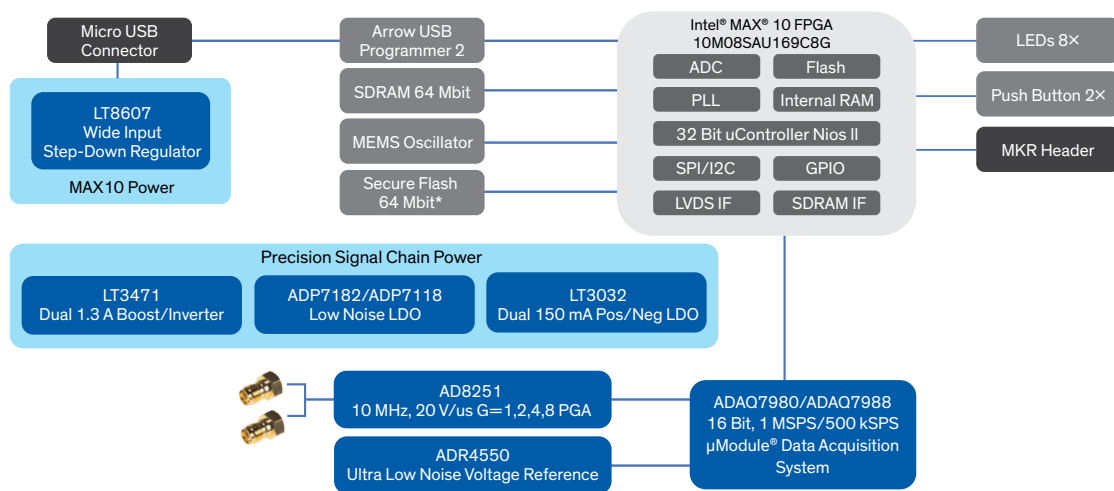 Micro USB
Connector
Arrow USB
Programmer 2
Intel® MAX® 10 FPGA
10M08SAU169C8G
LEDs 8×
ADC
Flash
SDRAM 64 Mbit
PLL
Internal RAM
Push Button 2×
LT8607
Wide Input
Step-Down Regulator
MAX10 Power
MEMS Oscillator
32 Bit uController Nios II
MKR Header
Secure Flash
64 Mbit*
SPI/I2C
GPIO
LVDS IF
SDRAM IF
Precision Signal Chain Power
LT3471
Dual 1.3 A Boost/Inverter
ADP7182/ADP7118
Low Noise LDO
LT3032
Dual 150 mA Pos/Neg LDO
AD8251
10 MHz, 20 V/us G=1,2,4,8 PGA
ADR4550
Ultra Low Noise Voltage Reference
ADAQ7980/ADAQ7988
16 Bit, 1 MSPS/500 kSPS
µModule® Data Acquisition
System